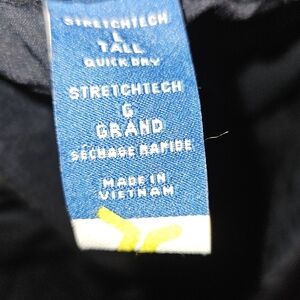 STRETCHTECH
L
TALL
QUICK DRY
STRETCHTECH
G
GRAND
SÉCHAGE RAPIDE
MADE IN
VIETNAM